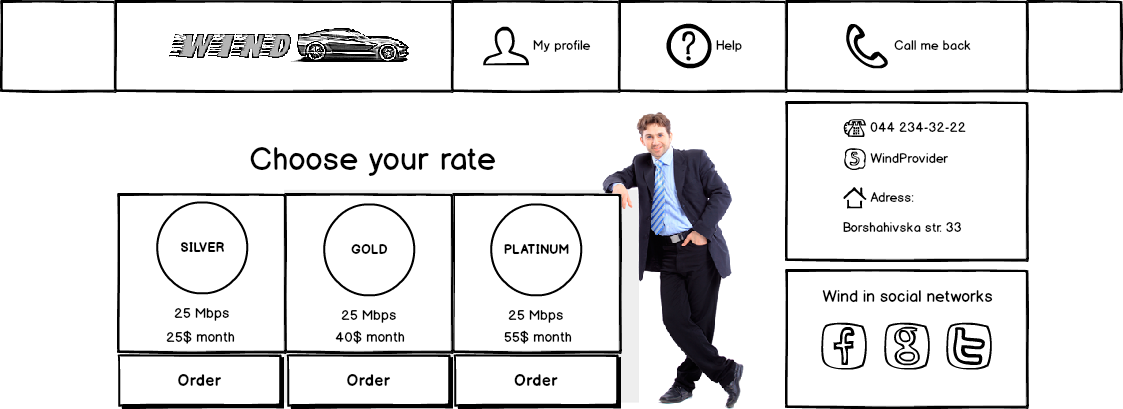 WIND
My profile
Help
Call me back
Choose your rate
SILVER
25 Mbps
25$ month
Order
GOLD
25 Mbps
40$ month
Order
PLATINUM
25 Mbps
55$ month
Order
044 234-32-22
WindProvider
Adress:
Borshahivska str. 33
Wind in social networks